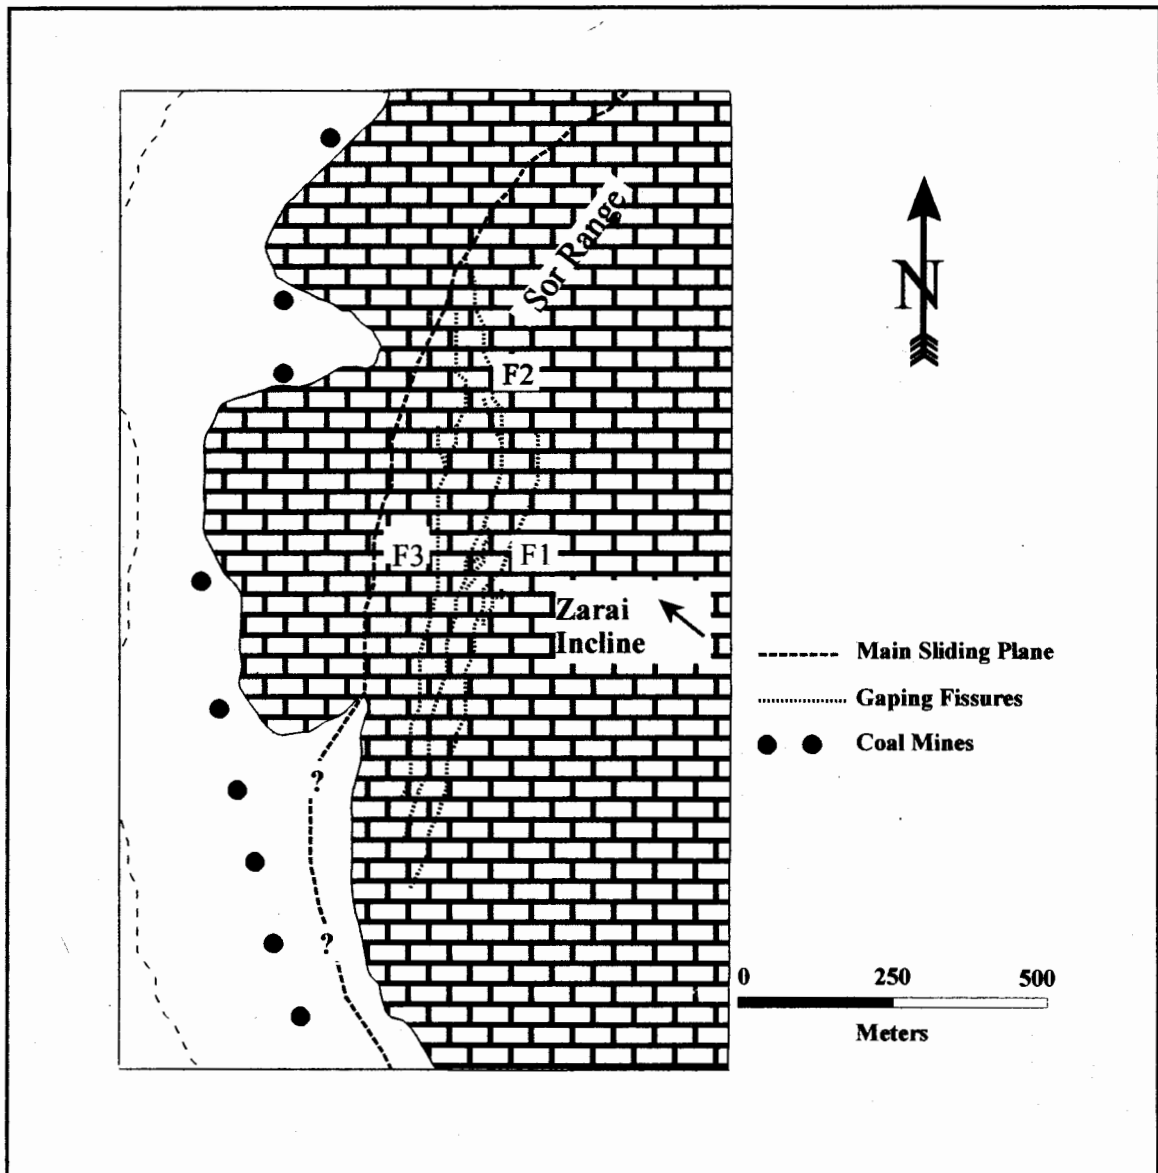 Sor Range
N
F2
F3
F1
Zarai
Incline
Main Sliding Plane
Gaping Fissures
Coal Mines
?
?
0 250 500
Meters